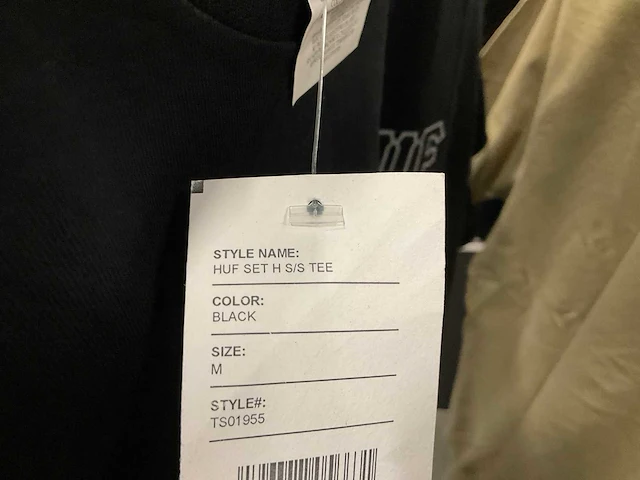 STYLE NAME:
HUF SET H S/S TEE
COLOR:
BLACK
SIZE:
M
STYLE#:
TS01955